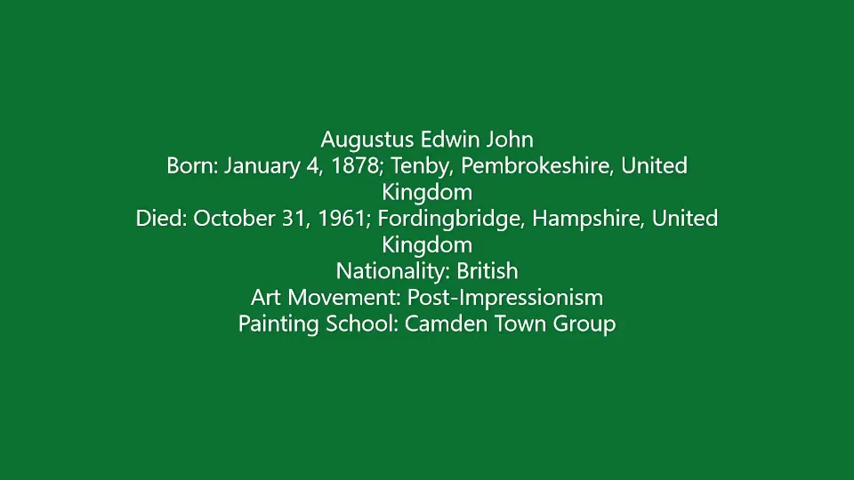 Augustus Edwin John
Born: January 4, 1878; Tenby, Pembrokeshire, United
Kingdom
Died: October 31, 1961; Fordingbridge, Hampshire, United
Kingdom
Nationality: British
Art Movement: Post-Impressionism
Painting School: Camden Town Group